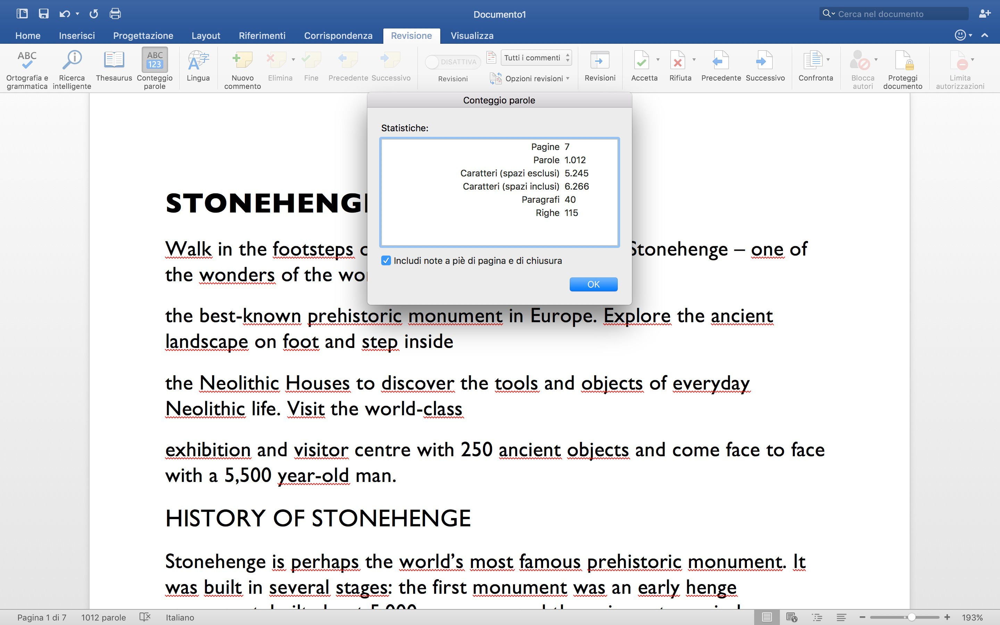 Documento1
Cerca nel documento
Home Inserisci Progettazione Layout Riferimenti Corrispondenza Revisione Visualizza
ABC
Ortografia e
grammatica
Ricerca
intelligente
Thesaurus
ABC
123
Conteggio
parole
Lingua
Nuovo
commento
Elimina
Fine
Precedente
Successivo
DISATTIVA
Revisioni
Tutti i commenti
Opzioni revisioni
Revisioni
Accetta
Rifiuta
Precedente
Successivo
Confronta
Blocca
autori
Proteggi
documento
Limita
autorizzazioni
Conteggio parole
Statistiche:
Pagine 7
Parole 1.012
Caratteri (spazi esclusi) 5.245
Caratteri (spazi inclusi) 6.266
Paragrafi 40
Righe 115
Includi note a piè di pagina e di chiusura
OK
STONEHENGE
Walk in the footsteps Stonehenge – one of
the wonders of the
the best-known prehistoric monument in Europe. Explore the ancient
landscape on foot and step inside
the Neolithic Houses to discover the tools and objects of everyday
Neolithic life. Visit the world-class
exhibition and visitor centre with 250 ancient objects and come face to face
with a 5,500 year-old man.
HISTORY OF STONEHENGE
Stonehenge is perhaps the world’s most famous prehistoric monument. It
was built in several stages: the first monument was an early henge
Pagina 1 di 7 1012 parole Italiano 193%